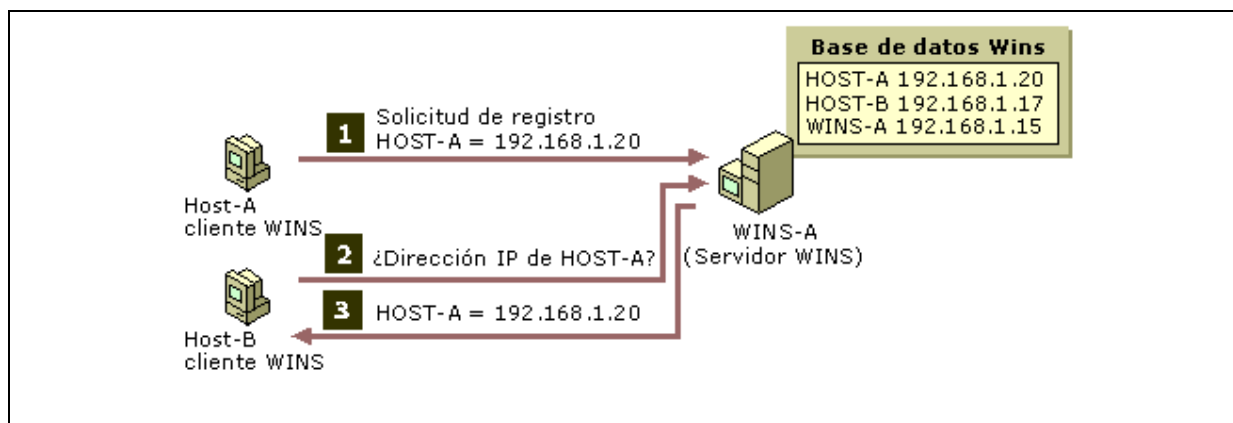 Base de datos Wins
HOST-A 192.168.1.20
HOST-B 192.168.1.17
WINS-A 192.168.1.15
1
Solicitud de registro
HOST-A = 192.168.1.20
Host-A
cliente WINS
WINS-A
(Servidor WINS)
2
¿Dirección IP de HOST-A?
3
HOST-A = 192.168.1.20
Host-B
cliente WINS